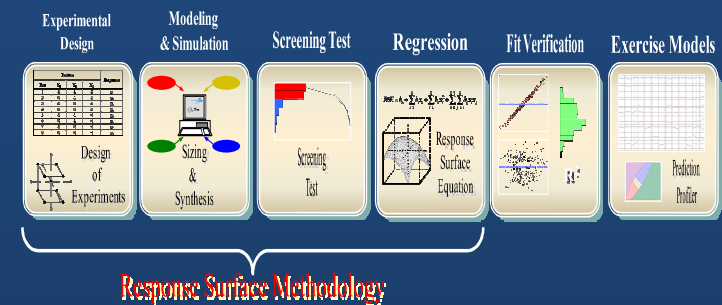 Experimental
Design
Modeling
& Simulation
Screening Test
Regression
Fit Verification
Exercise Models
Design
of
Experiments
Sizing
&
Synthesis
Screening
Test
Response
Surface
Equation
Prediction
Profiler
Response Surface Methodology